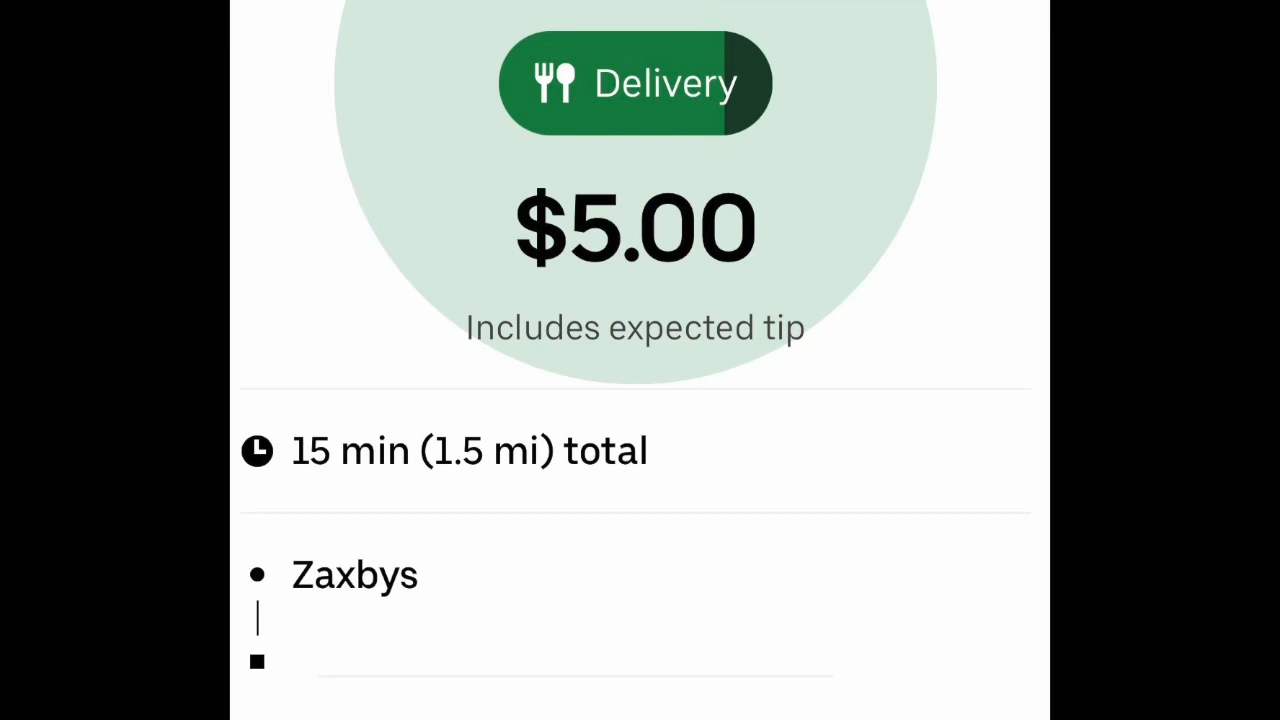 Delivery
$5.00
Includes expected tip
15 min (1.5 mi) total
Zaxbys